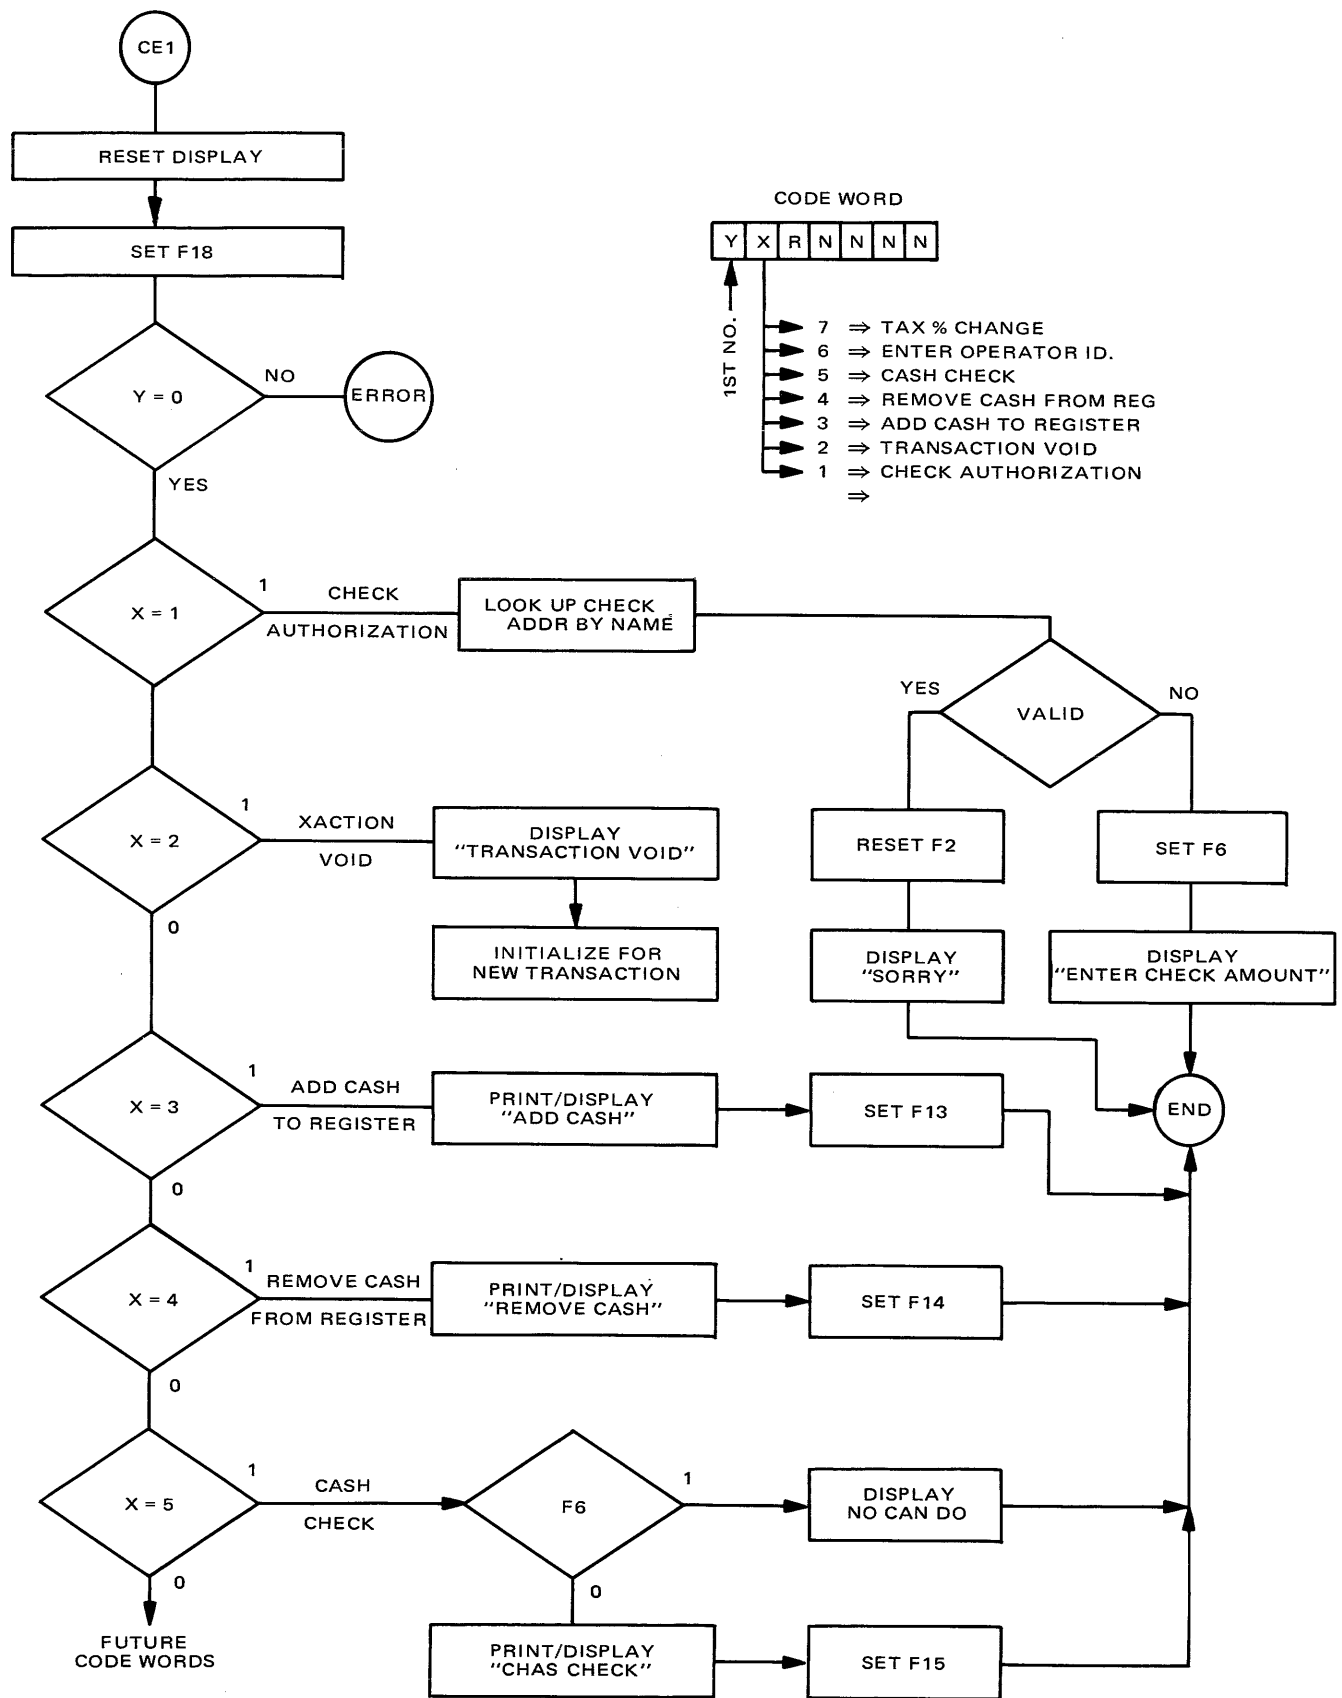 CE1
RESET DISPLAY
SET F18
Y = 0
NO
ERROR
YES
CODE WORD
Y X R N N N N
1ST NO.
7 ⇒ TAX % CHANGE
6 ⇒ ENTER OPERATOR ID.
5 ⇒ CASH CHECK
4 ⇒ REMOVE CASH FROM REG
3 ⇒ ADD CASH TO REGISTER
2 ⇒ TRANSACTION VOID
1 ⇒ CHECK AUTHORIZATION
⇒
X = 1
1
CHECK
AUTHORIZATION
LOOK UP CHECK
ADDR BY NAME
VALID
YES
NO
RESET F2
SET F6
DISPLAY
"SORRY"
DISPLAY
"ENTER CHECK AMOUNT"
END
X = 2
1
XACTION
VOID
DISPLAY
"TRANSACTION VOID"
INITIALIZE FOR
NEW TRANSACTION
0
X = 3
1
ADD CASH
TO REGISTER
PRINT/DISPLAY
"ADD CASH"
SET F13
0
X = 4
1
REMOVE CASH
FROM REGISTER
PRINT/DISPLAY
"REMOVE CASH"
SET F14
0
X = 5
1
CASH
CHECK
F6
1
DISPLAY
NO CAN DO
0
PRINT/DISPLAY
"CHAS CHECK"
SET F15
0
FUTURE
CODE WORDS